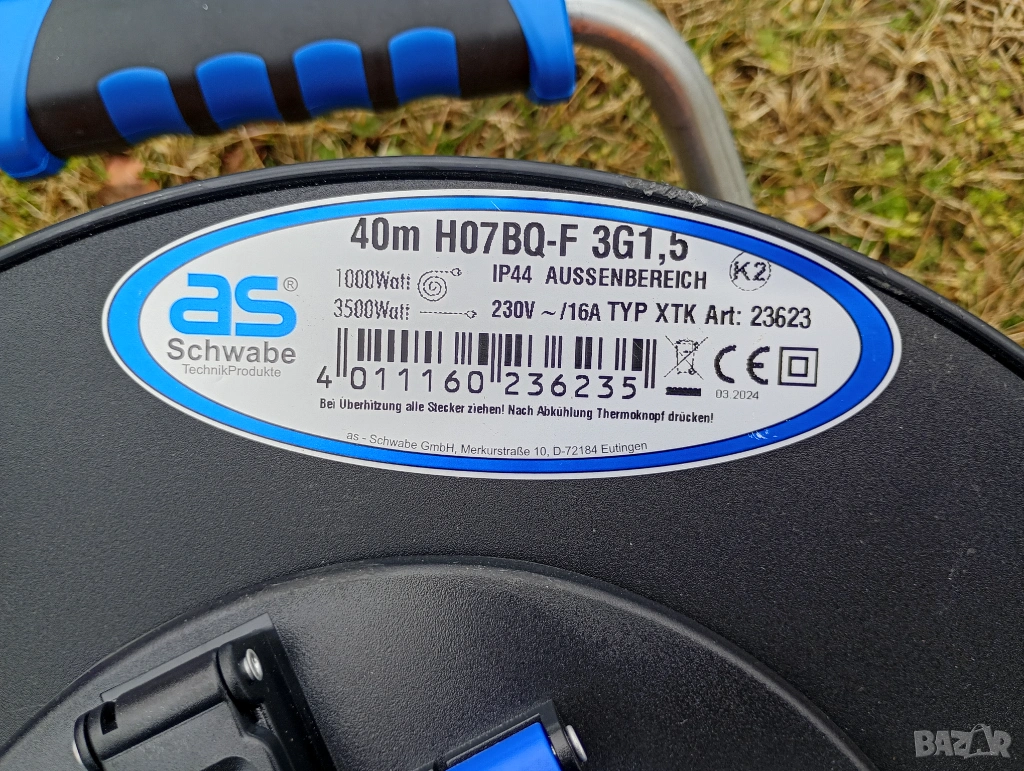 40m H07BQ-F 3G1,5
1000Watt IP44 AUSSENBEREICH K2
3500Watt 230V ~/16A TYP XTK Art: 23623
as®
Schwabe
TechnikProdukte
4 011160 236235
CE
03.2024
Bei Überhitzung alle Stecker ziehen! Nach Abkühlung Thermoknopf drücken!
as - Schwabe GmbH, Merkurstraße 10, D-72184 Eutingen
BAZAR